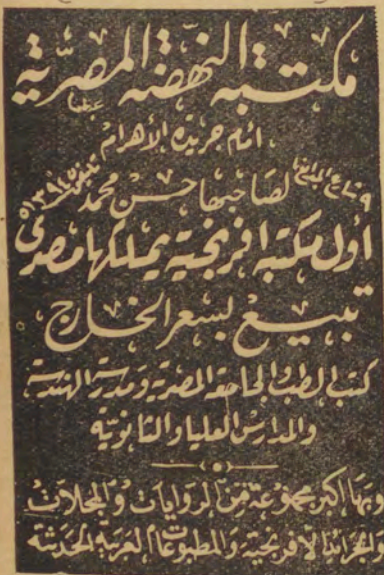 مكتبة النهضة المصرية
أمام جريدة الأهرام
لصاحبها حسن محمد
أول مكتبة افرنجية يملكها مصرى
تبيع بسعر الخارج
كتب الطب والجامعة المصرية ومدرسة الهندسة
والمدارس العليا والثانوية
وبها أكبر مجموعة من الروايات والمجلات
والجرائد الافرنجية والمطبوعات العربية الحديثة